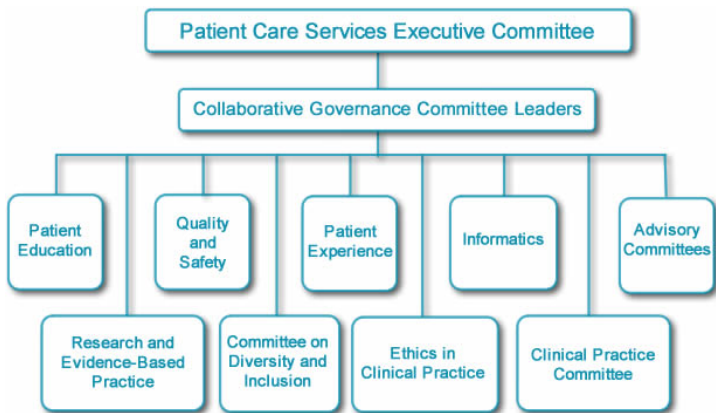 Patient Care Services Executive Committee
Collaborative Governance Committee Leaders
Patient
Education
Quality
and
Safety
Patient
Experience
Informatics
Advisory
Committees
Research and
Evidence-Based
Practice
Committee on
Diversity and
Inclusion
Ethics in
Clinical Practice
Clinical Practice
Committee